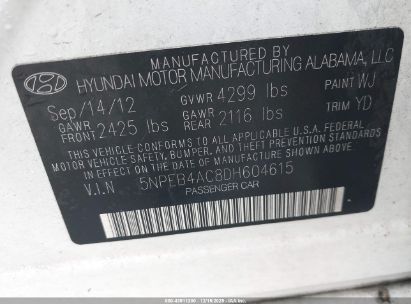 MANUFACTURED BY
HYUNDAI MOTOR MANUFACTURING ALABAMA, LLC
Sep/14/12 GVWR 4299 lbs PAINT WJ
GAWR FRONT 2425 lbs GAWR REAR 2116 lbs TRIM YD
THIS VEHICLE CONFORMS TO ALL APPLICABLE U.S.A. FEDERAL
MOTOR VEHICLE SAFETY AND THEFT PREVENTION STANDARDS
IN EFFECT ON THE DATE OF MANUFACTURE SHOWN ABOVE.
V.I.N 5NPEB4AC8DH604615
PASSENGER CAR